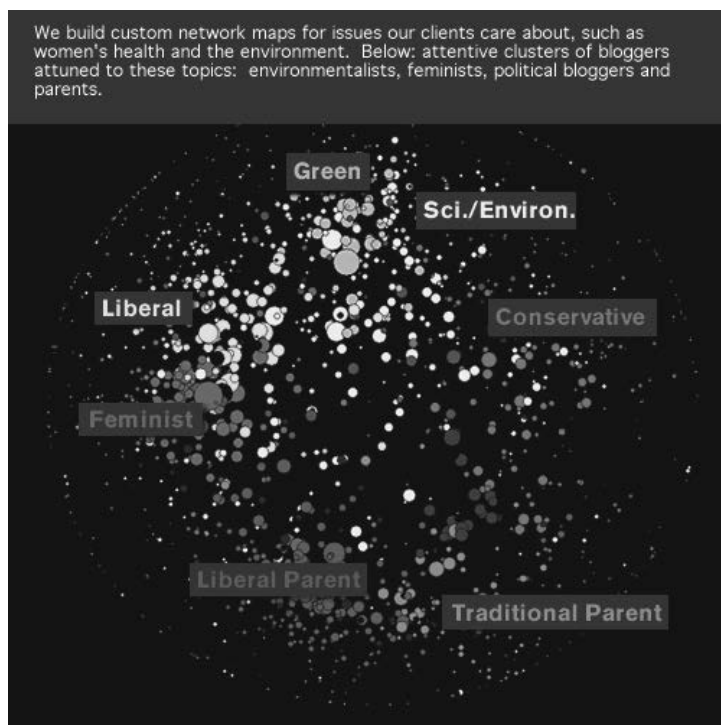 We build custom network maps for issues our clients care about, such as
women's health and the environment.  Below: attentive clusters of bloggers
attuned to these topics:  environmentalists, feminists, political bloggers and
parents.
Green
Sci./Environ.
Liberal
Conservative
Feminist
Liberal Parent
Traditional Parent